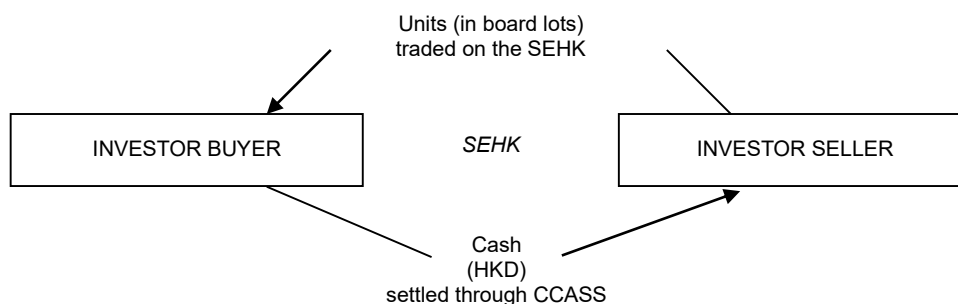 Units (in board lots)
traded on the SEHK
INVESTOR BUYER
SEHK
INVESTOR SELLER
Cash
(HKD)
settled through CCASS